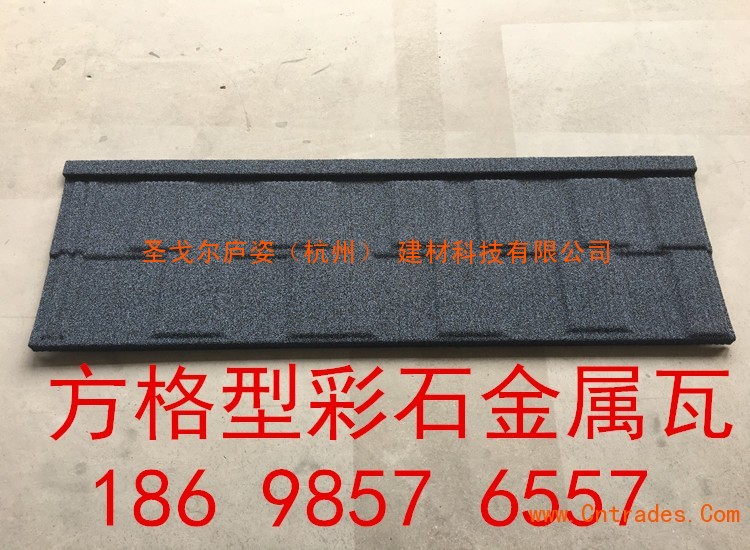 圣戈尔庐姿（杭州） 建材科技有限公司
方格型彩石金属瓦
186 9857 6557
www.Cntrades.Com